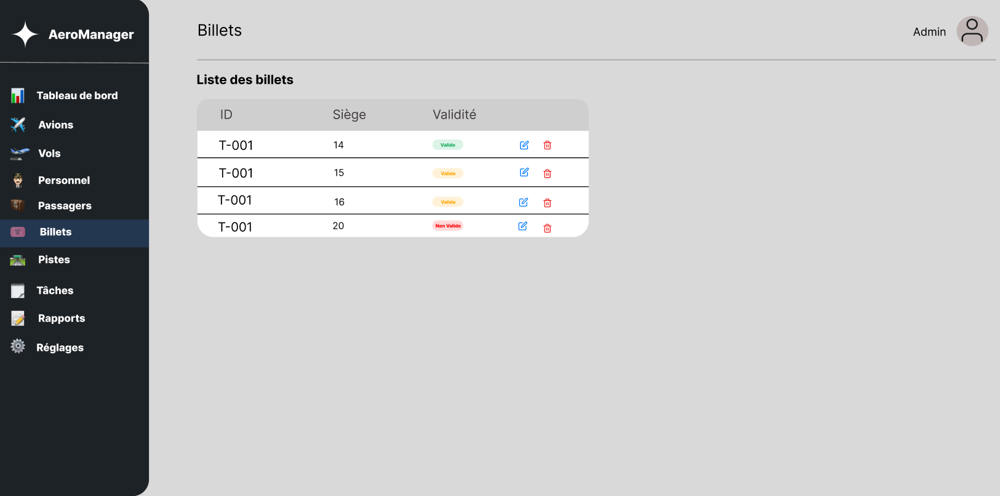 AeroManager
Billets
Admin
Tableau de bord
Avions
Vols
Personnel
Passagers
Billets
Pistes
Tâches
Rapports
Réglages
Liste des billets
ID Siège Validité
T-001 14 Valide
T-001 15 Valide
T-001 16 Valide
T-001 20 Non Valide